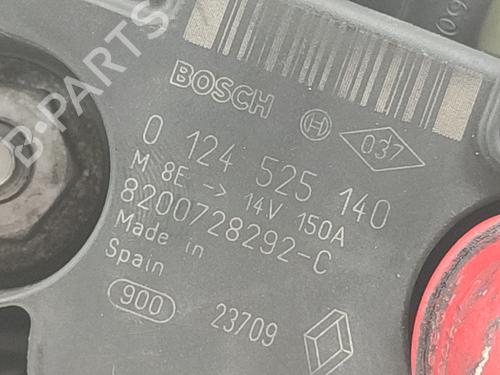 B-PARTS
BOSCH
037
0 124 525 140
M 8E -> 14V 150A
8200728292-C
Made in
Spain
900
23709